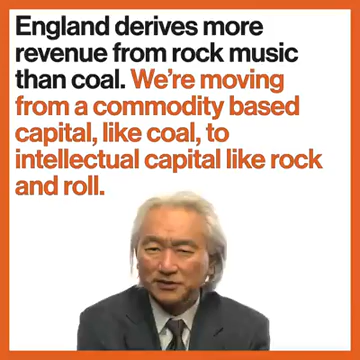 England derives more
revenue from rock music
than coal. We're moving
from a commodity based
capital, like coal, to
intellectual capital like rock
and roll.